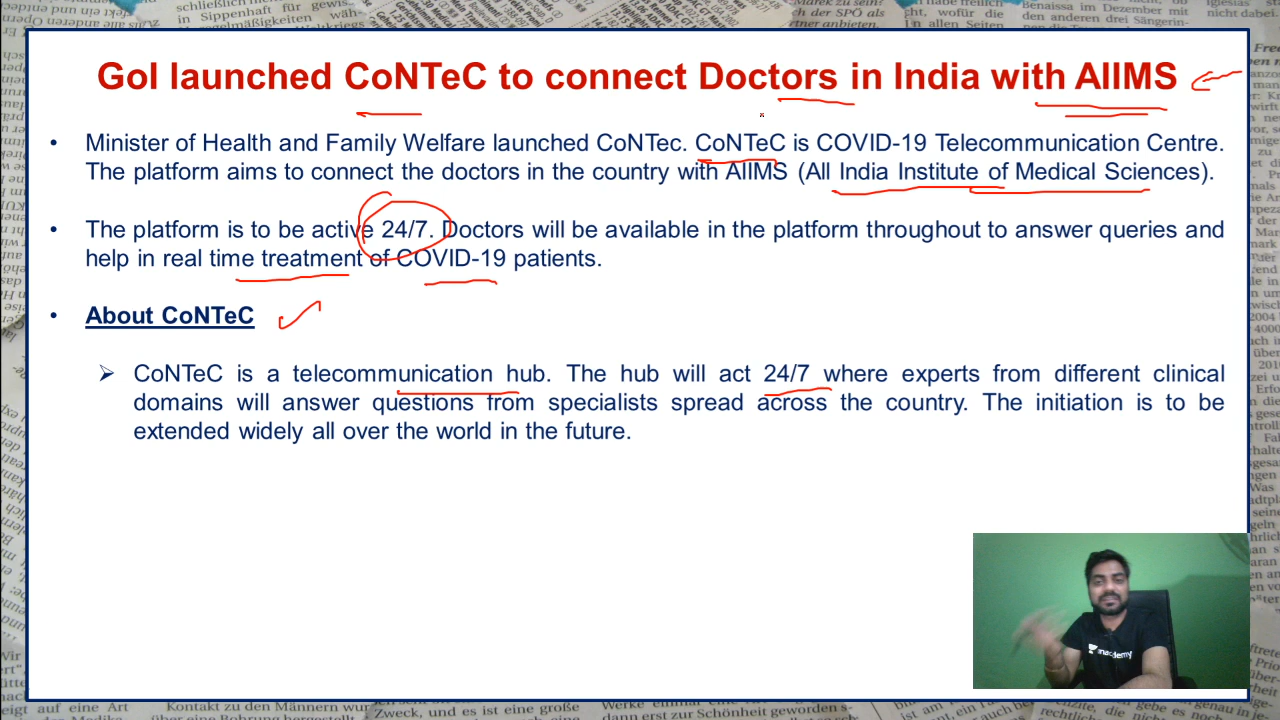 GoI launched CoNTeC to connect Doctors in India with AIIMS
• Minister of Health and Family Welfare launched CoNTec. CoNTeC is COVID-19 Telecommunication Centre.
The platform aims to connect the doctors in the country with AIIMS (All India Institute of Medical Sciences).
• The platform is to be active 24/7. Doctors will be available in the platform throughout to answer queries and
help in real time treatment of COVID-19 patients.
• About CoNTeC
➢ CoNTeC is a telecommunication hub. The hub will act 24/7 where experts from different clinical
domains will answer questions from specialists spread across the country. The initiation is to be
extended widely all over the world in the future.
unacademy